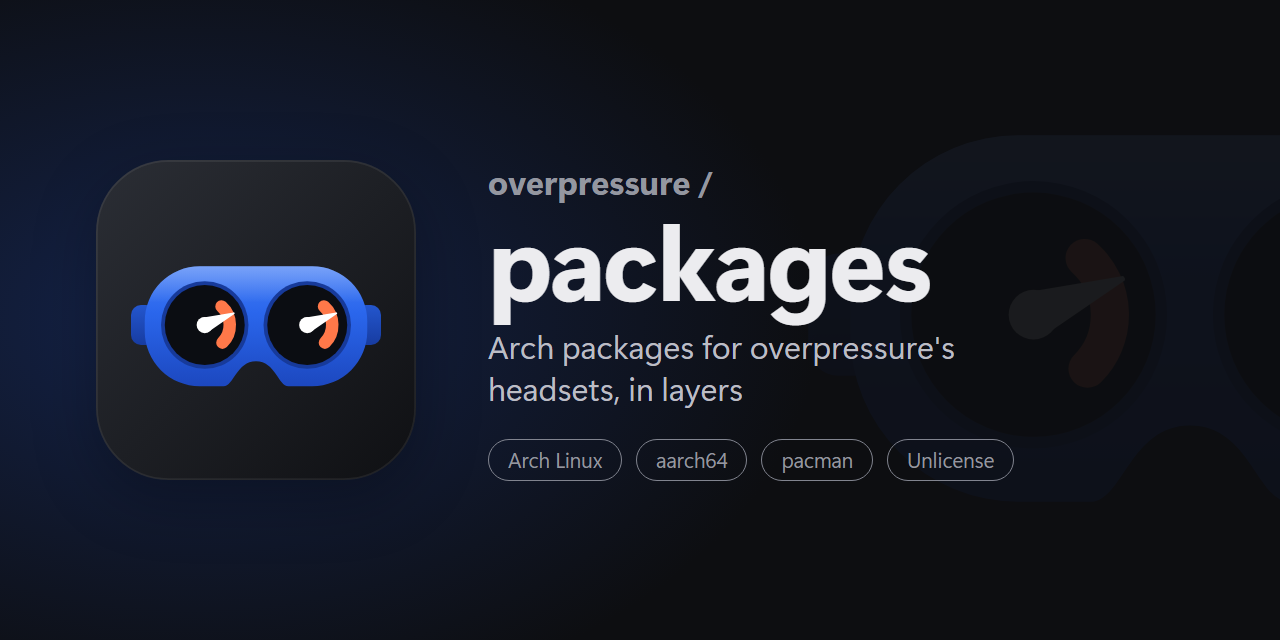 overpressure /
packages
Arch packages for overpressure's
headsets, in layers
Arch Linux
aarch64
pacman
Unlicense